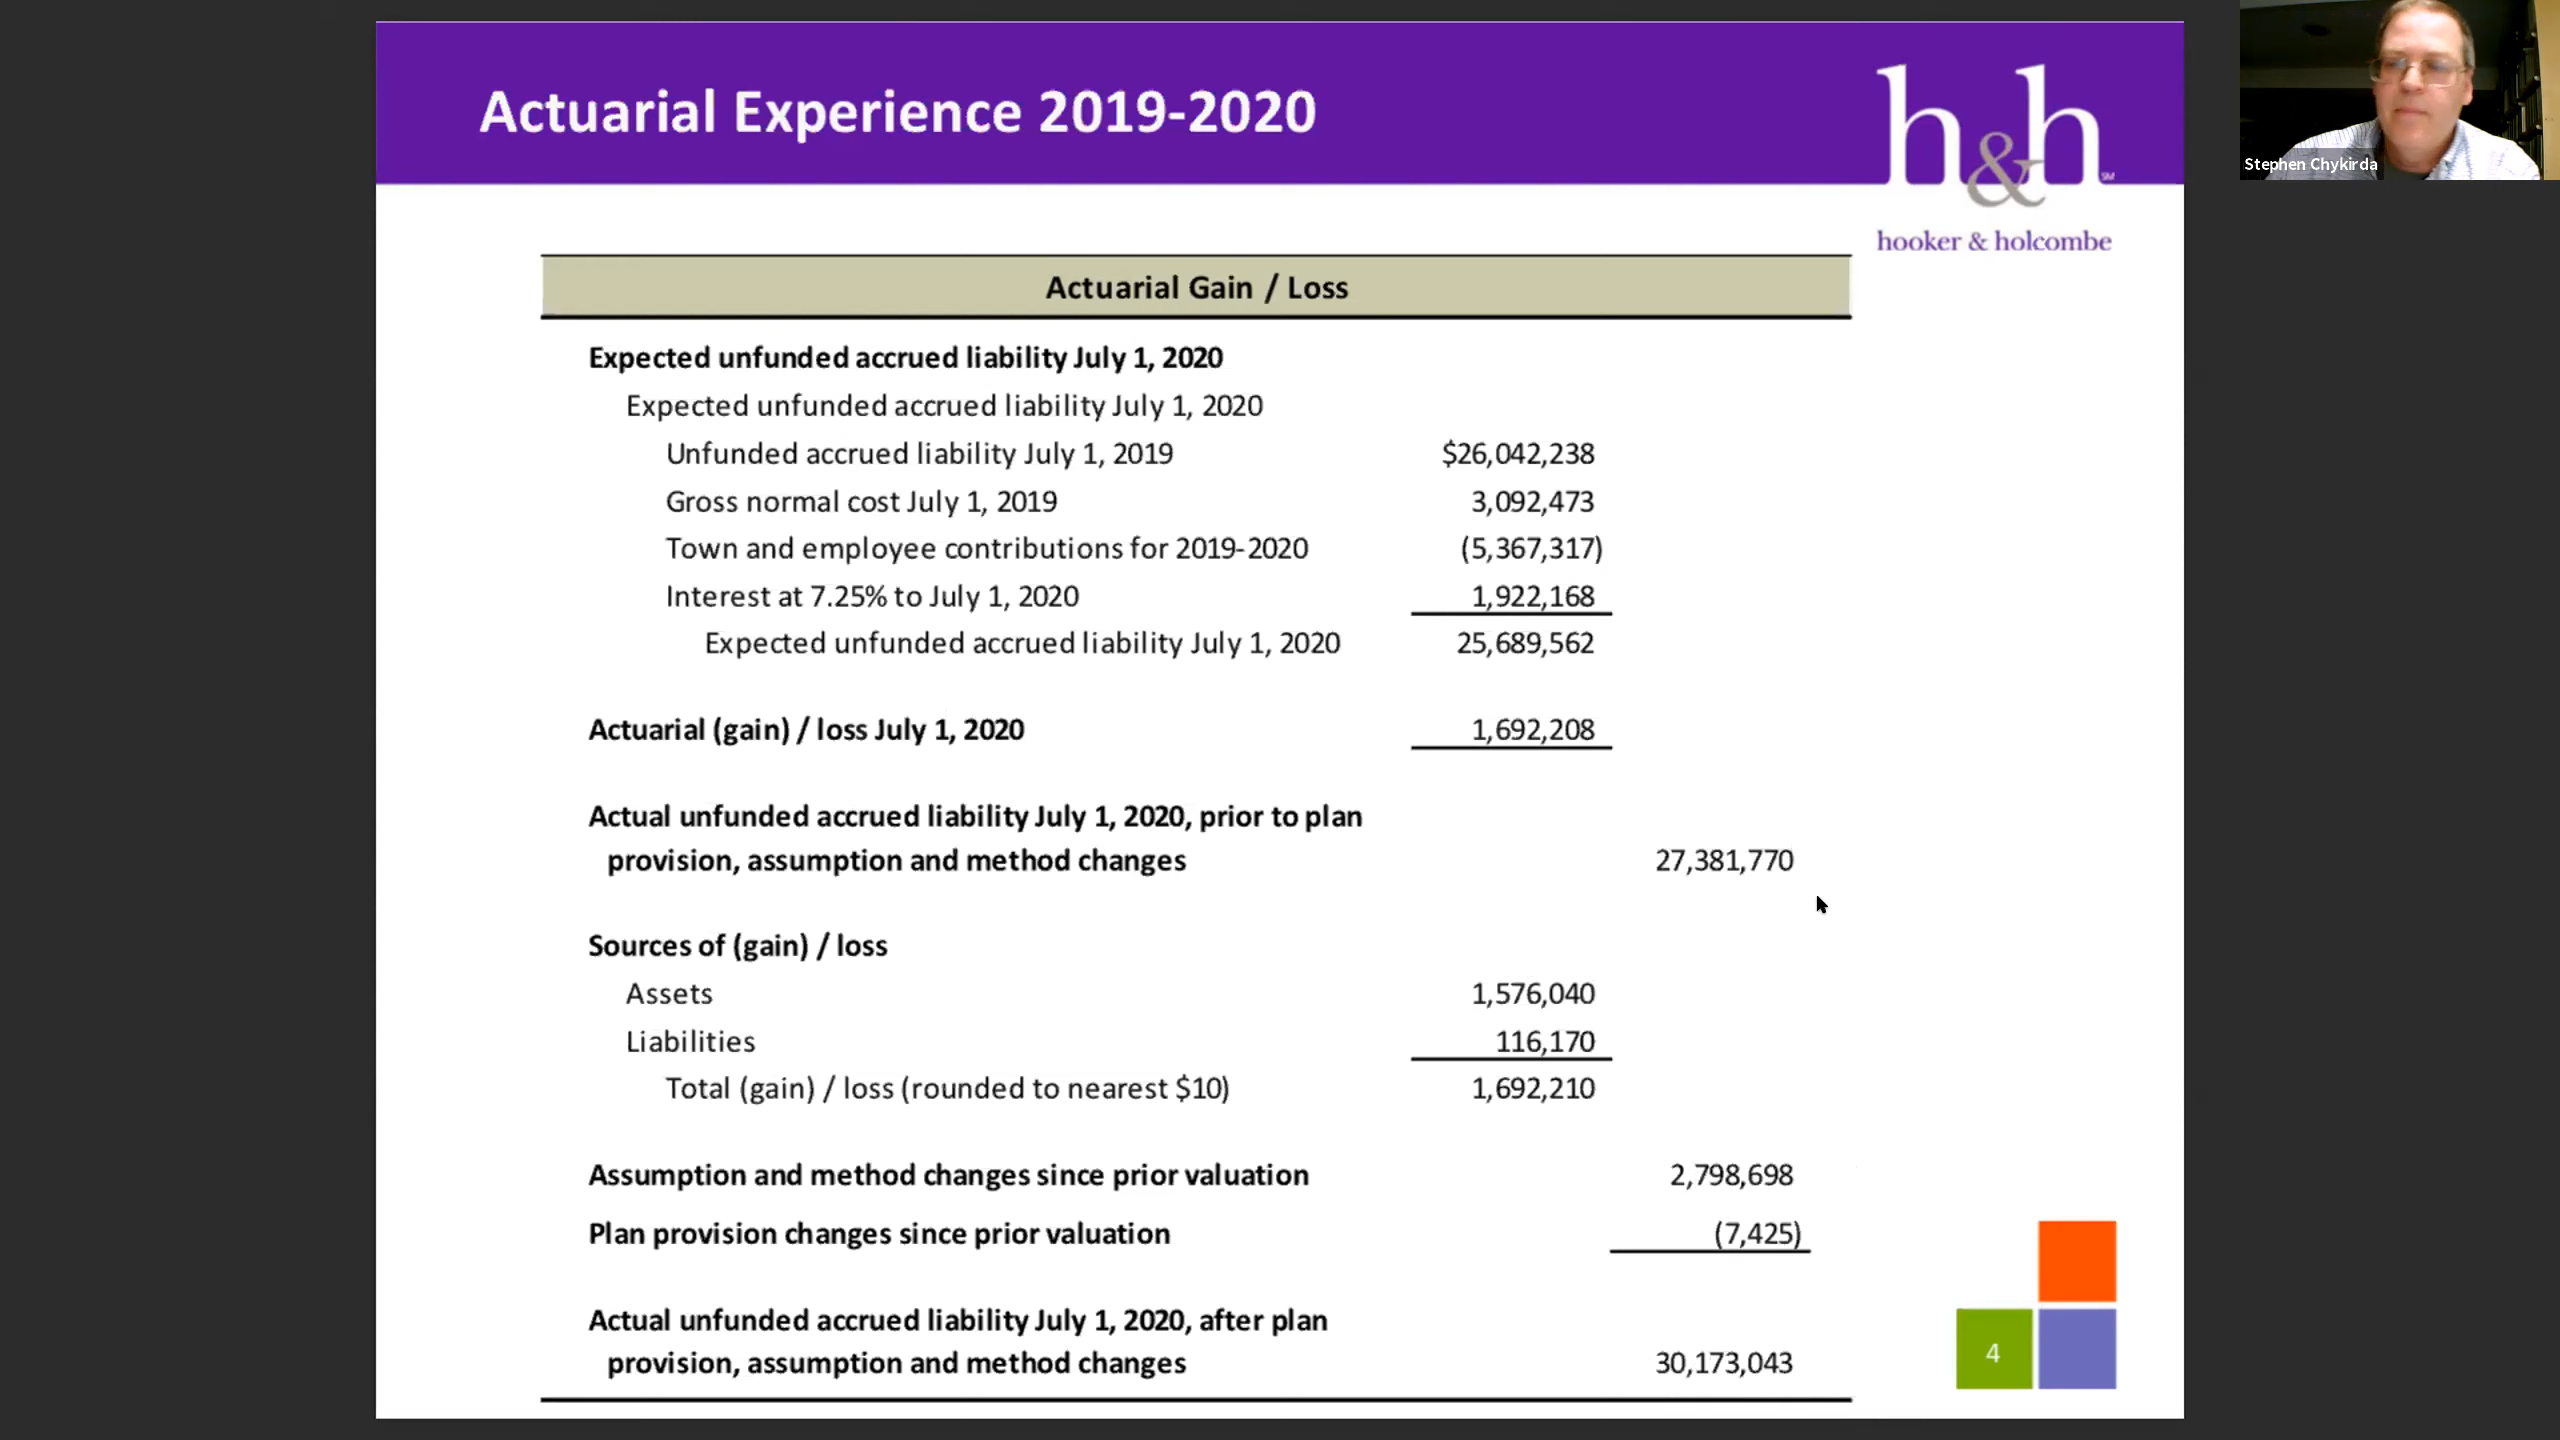 Actuarial Experience 2019-2020
h&h SM
hooker & holcombe
Stephen Chykirda
Actuarial Gain / Loss
Expected unfunded accrued liability July 1, 2020
Expected unfunded accrued liability July 1, 2020
Unfunded accrued liability July 1, 2019 $26,042,238
Gross normal cost July 1, 2019 3,092,473
Town and employee contributions for 2019-2020 (5,367,317)
Interest at 7.25% to July 1, 2020 1,922,168
Expected unfunded accrued liability July 1, 2020 25,689,562
Actuarial (gain) / loss July 1, 2020 1,692,208
Actual unfunded accrued liability July 1, 2020, prior to plan
provision, assumption and method changes 27,381,770
Sources of (gain) / loss
Assets 1,576,040
Liabilities 116,170
Total (gain) / loss (rounded to nearest $10) 1,692,210
Assumption and method changes since prior valuation 2,798,698
Plan provision changes since prior valuation (7,425)
Actual unfunded accrued liability July 1, 2020, after plan
provision, assumption and method changes 30,173,043
4